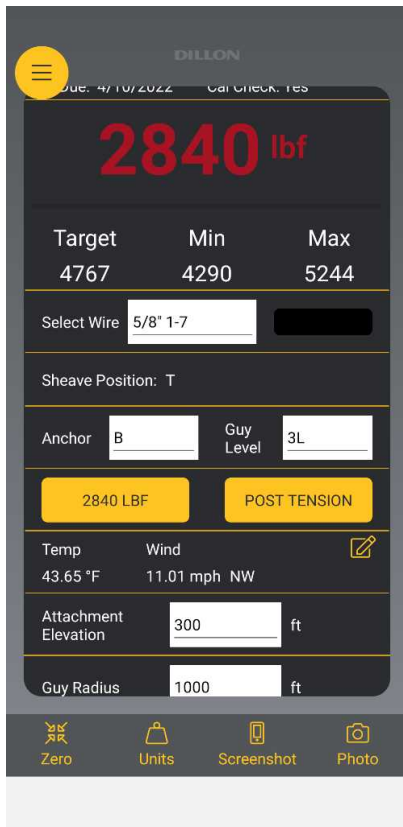 DILLON
Due: 4/10/2022 Cal Check: Yes
2840 lbf
Target Min Max
4767 4290 5244
Select Wire 5/8" 1-7
Sheave Position: T
Anchor B Guy Level 3L
2840 LBF POST TENSION
Temp Wind
43.65 °F 11.01 mph NW
Attachment Elevation 300 ft
Guy Radius 1000 ft
Zero Units Screenshot Photo